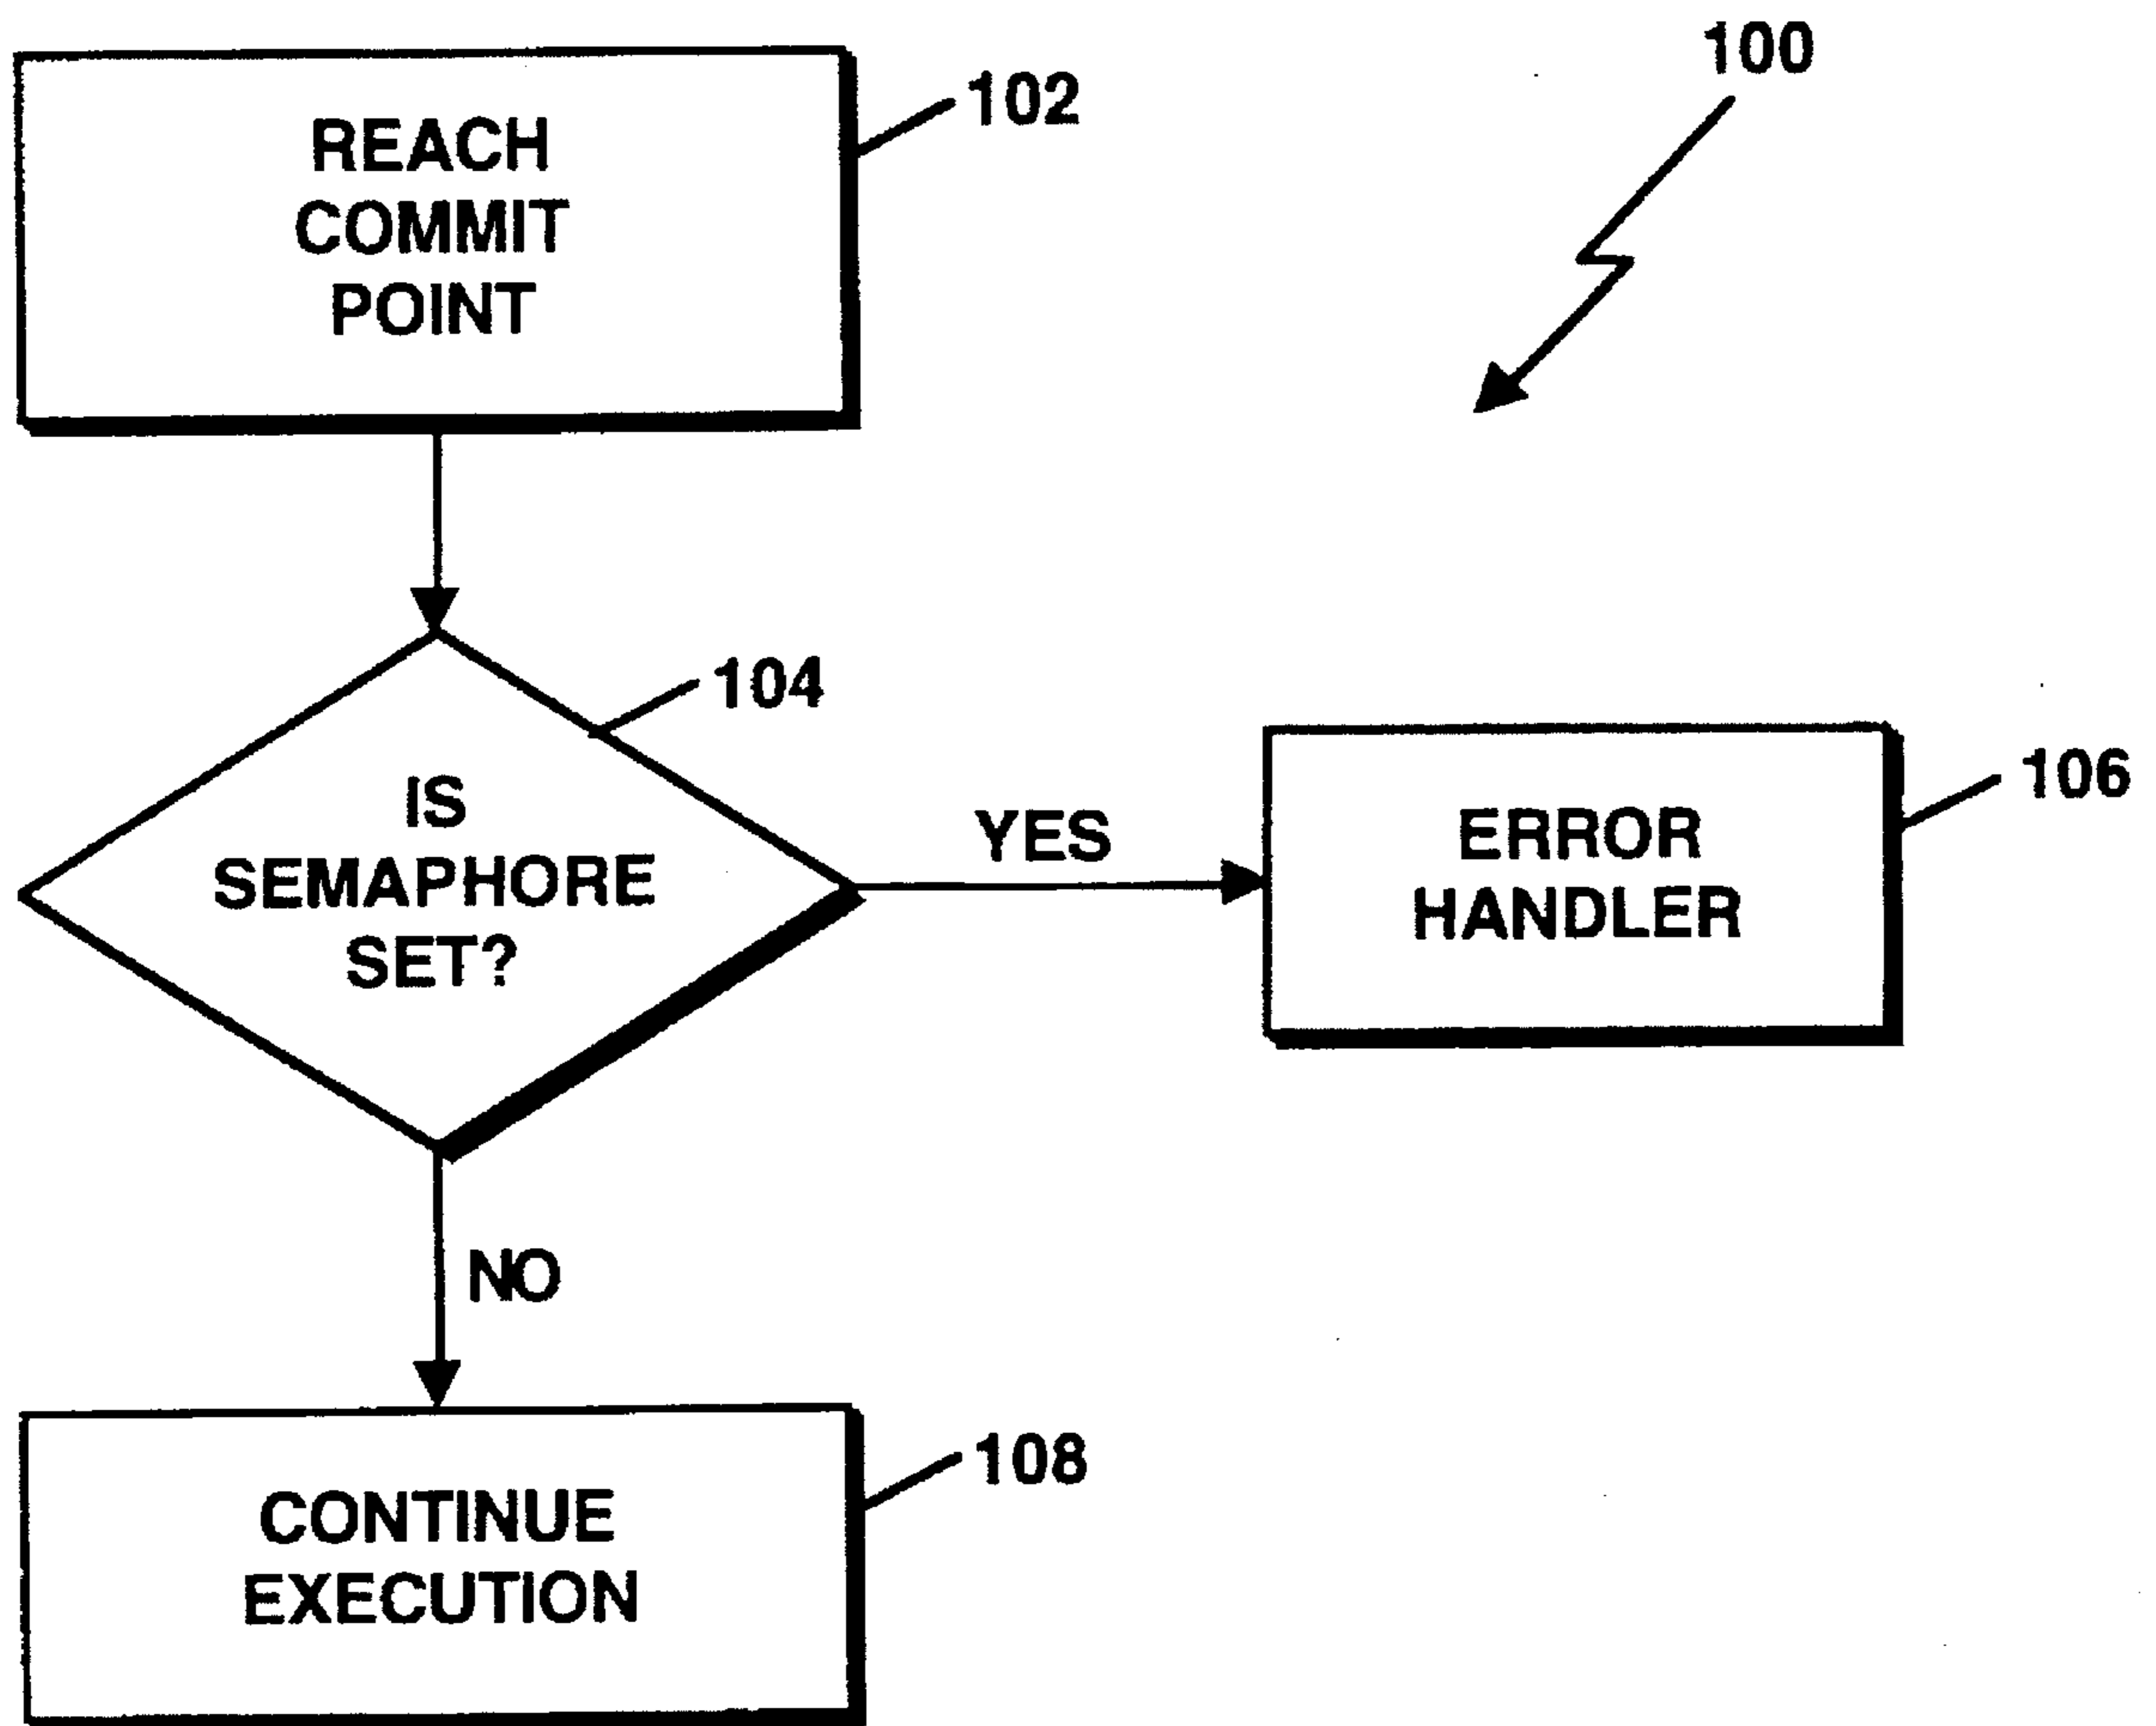 100
REACH
COMMIT
POINT
102
IS
SEMAPHORE
SET?
104
YES
ERROR
HANDLER
106
NO
CONTINUE
EXECUTION
108